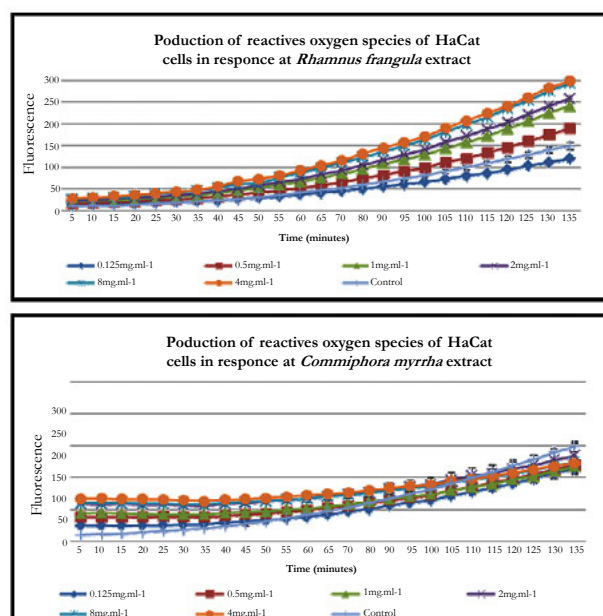 Poduction of reactives oxygen species of HaCat
cells in responce at Rhamnus frangula extract
Fluorescence
300
250
200
150
100
50
0
5 10 15 20 25 30 35 40 45 55 50 60 65 70 80 90 95 100 105 110 115 120 125 130 135
Time (minutes)
0.125mg.ml-1 0.5mg.ml-1 1mg.ml-1 2mg.ml-1
8mg.ml-1 4mg.ml-1 Control
Poduction of reactives oxygen species of HaCat
cells in responce at Commiphora myrrha extract
Fluorescence
300
250
200
150
100
50
0
5 10 15 20 25 30 35 40 45 50 55 60 65 70 80 90 95 100 105 110 115 120 125 130 135
Time (minutes)
0.125mg.ml-1 0.5mg.ml-1 1mg.ml-1 2mg.ml-1
8mg.ml-1 4mg.ml-1 Control